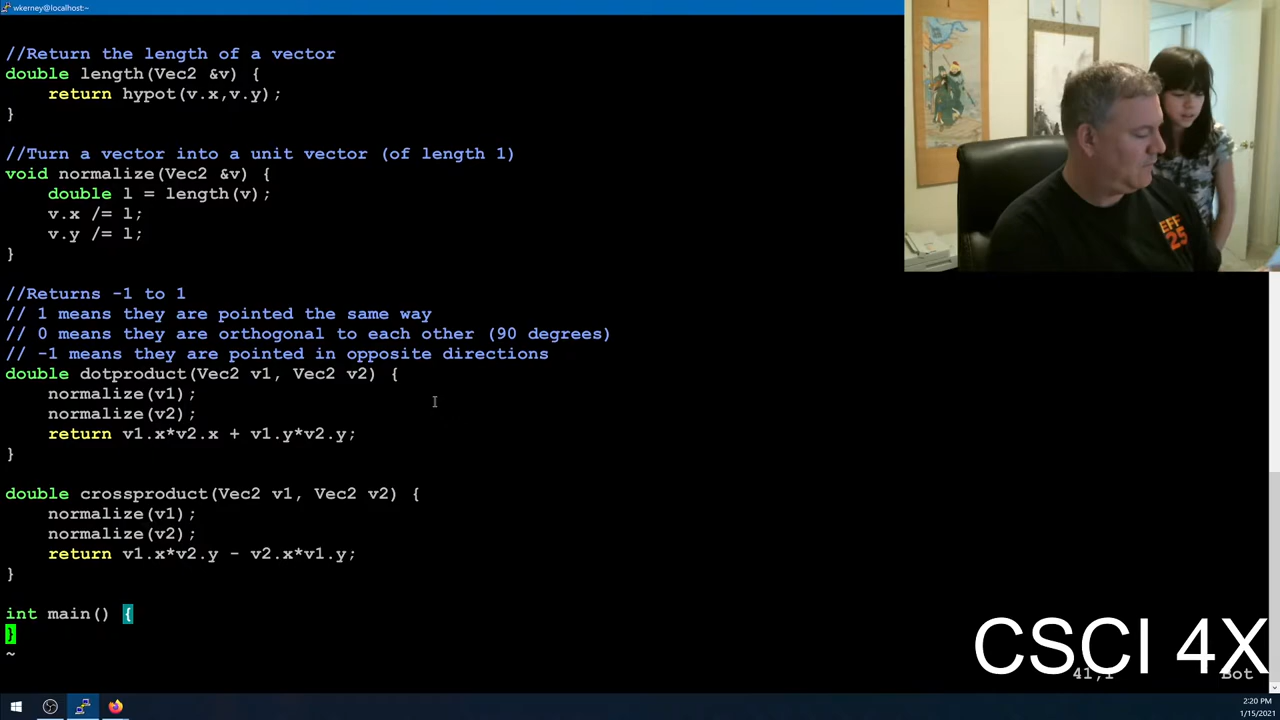 wkerney@localhost:~
//Return the length of a vector
double length(Vec2 &v) {
    return hypot(v.x,v.y);
}
//Turn a vector into a unit vector (of length 1)
void normalize(Vec2 &v) {
    double l = length(v);
    v.x /= l;
    v.y /= l;
}
//Returns -1 to 1
// 1 means they are pointed the same way
// 0 means they are orthogonal to each other (90 degrees)
// -1 means they are pointed in opposite directions
double dotproduct(Vec2 v1, Vec2 v2) {
    normalize(v1);
    normalize(v2);
    return v1.x*v2.x + v1.y*v2.y;
}
double crossproduct(Vec2 v1, Vec2 v2) {
    normalize(v1);
    normalize(v2);
    return v1.x*v2.y - v2.x*v1.y;
}
int main() {
}
~
EFF
25
CSCI 4X
41,1
Bot
2:20 PM
1/15/2021